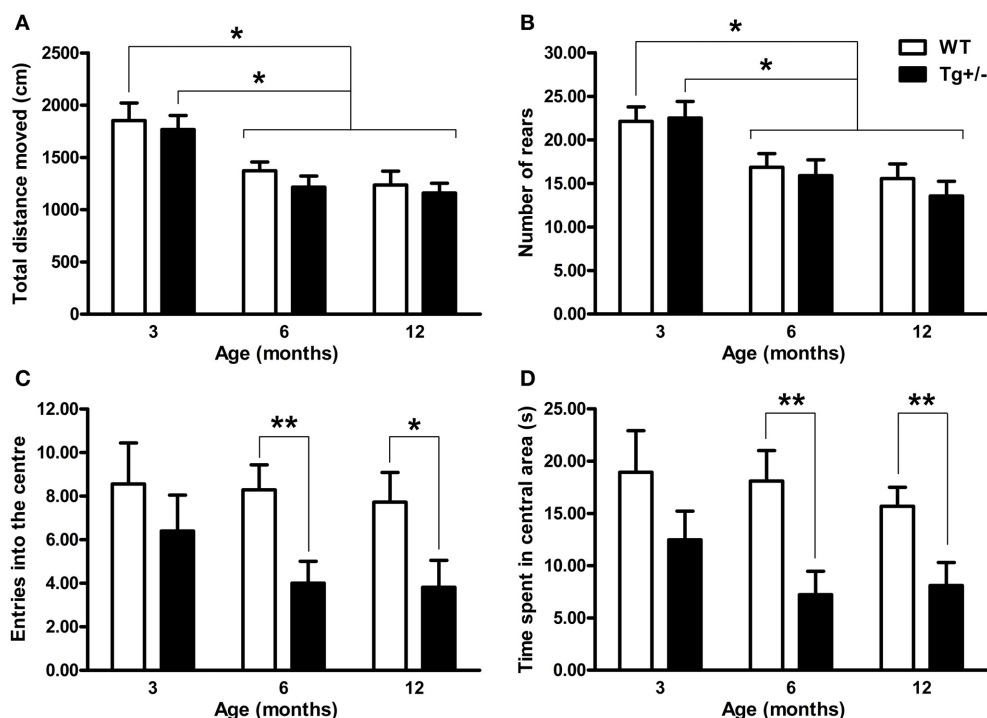 A
*
*
Total distance moved (cm)
2500
2000
1500
1000
500
0
3 6 12
Age (months)
B
*
*
WT
Tg+/-
Number of rears
30.00
25.00
20.00
15.00
10.00
5.00
0.00
3 6 12
Age (months)
C
** *
Entries into the centre
12.00
10.00
8.00
6.00
4.00
2.00
0.00
3 6 12
Age (months)
D
** **
Time spent in central area (s)
25.00
20.00
15.00
10.00
5.00
0.00
3 6 12
Age (months)